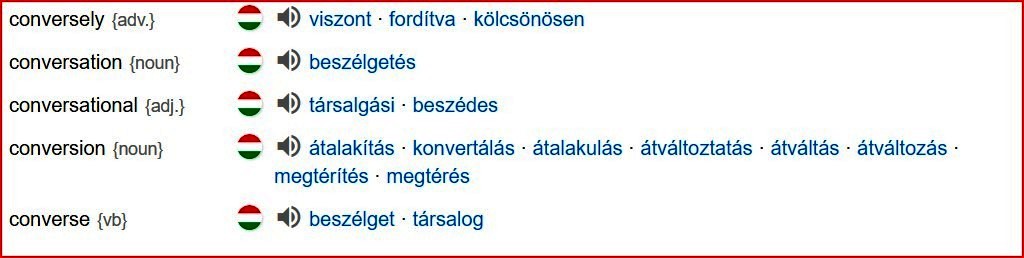 conversely {adv.} viszont · fordítva · kölcsönösen
conversation {noun} beszélgetés
conversational {adj.} társalgási · beszédes
conversion {noun} átalakítás · konvertálás · átalakulás · átváltoztatás · átváltás · átváltozás ·
megtérítés · megtérés
converse {vb} beszélget · társalog